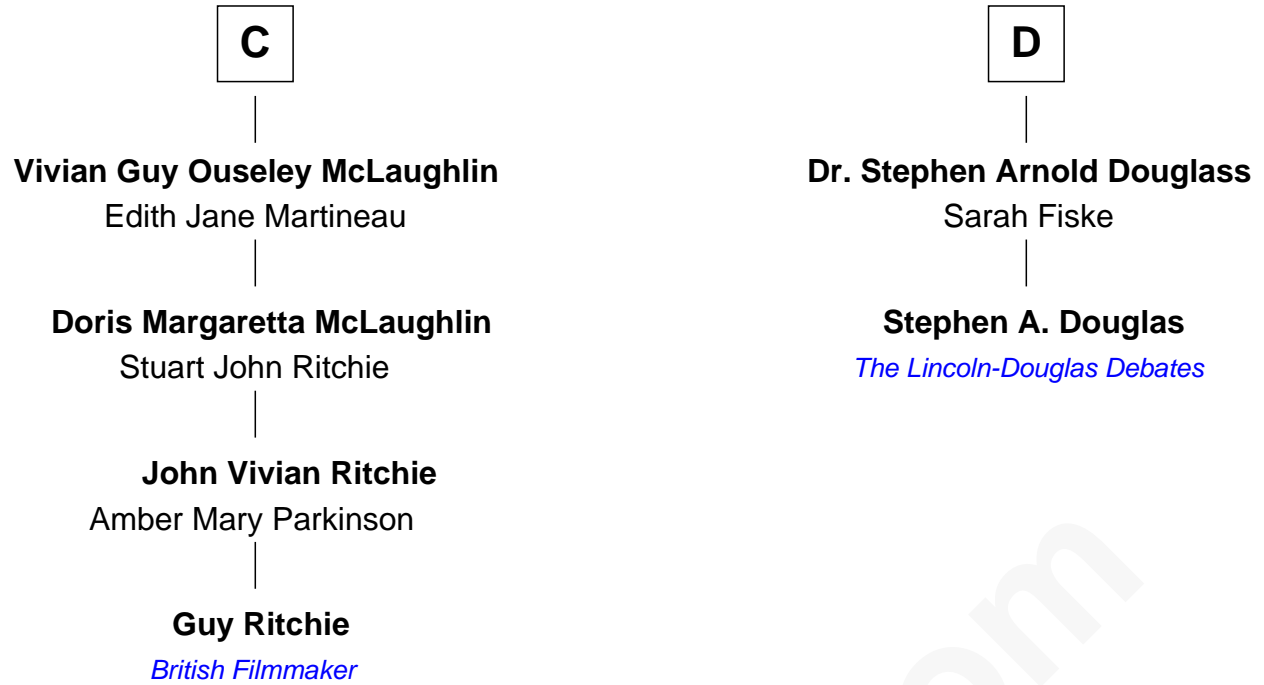 C
Vivian Guy Ouseley McLaughlin
Edith Jane Martineau
Doris Margaretta McLaughlin
Stuart John Ritchie
John Vivian Ritchie
Amber Mary Parkinson
Guy Ritchie
British Filmmaker
D
Dr. Stephen Arnold Douglass
Sarah Fiske
Stephen A. Douglas
The Lincoln-Douglas Debates
om